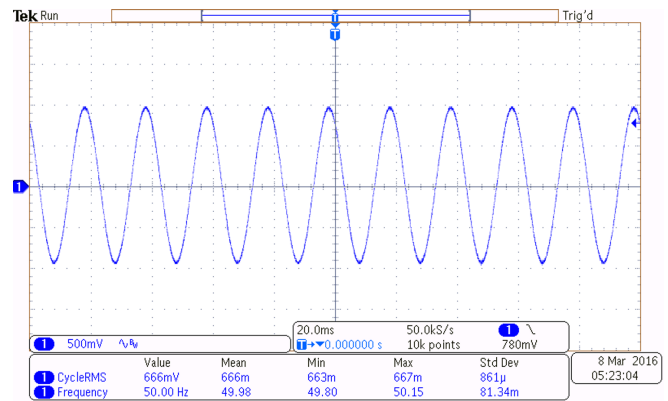 Tek Run Trig'd
T
T
1
1 500mV
20.0ms 50.0kS/s 1
T 0.000000 s 10k points 780mV
Value Mean Min Max Std Dev
1 CycleRMS 666mV 666m 663m 667m 861µ
1 Frequency 50.00 Hz 49.98 49.80 50.15 81.34m
8 Mar 2016
05:23:04